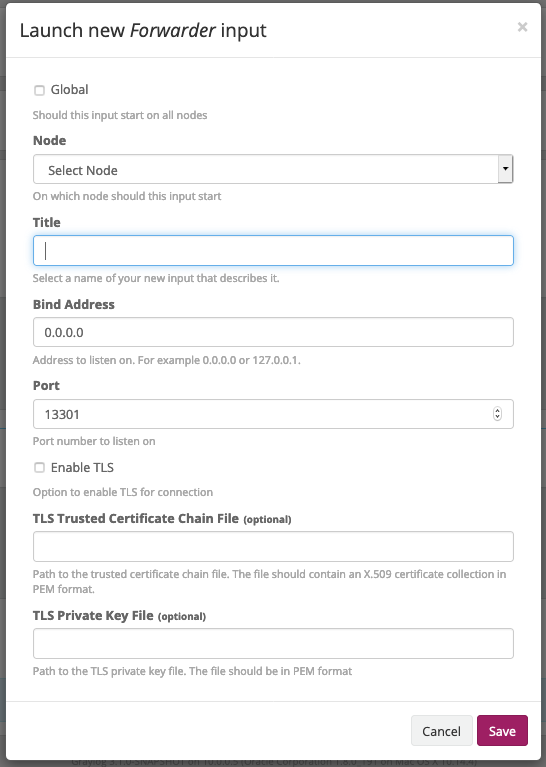 Launch new Forwarder input
×
Global
Should this input start on all nodes
Node
Select Node
On which node should this input start
Title
Select a name of your new input that describes it.
Bind Address
0.0.0.0
Address to listen on. For example 0.0.0.0 or 127.0.0.1.
Port
13301
Port number to listen on
Enable TLS
Option to enable TLS for connection
TLS Trusted Certificate Chain File (optional)
Path to the trusted certificate chain file. The file should contain an X.509 certificate collection in
PEM format.
TLS Private Key File (optional)
Path to the TLS private key file. The file should be in PEM format
Cancel Save